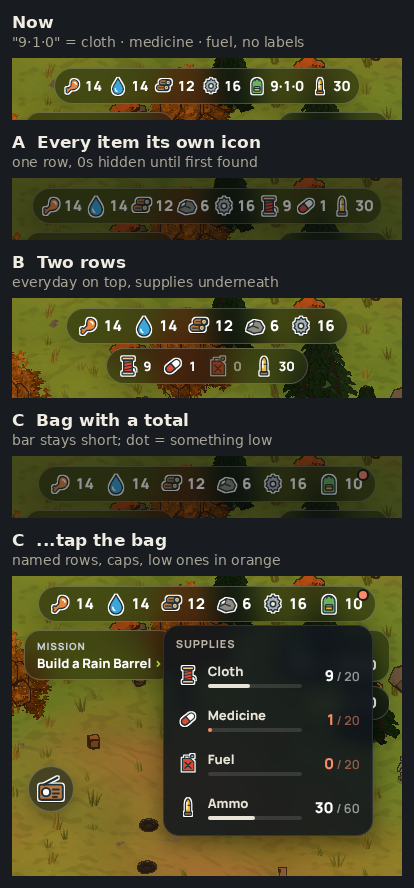 Now
"9·1·0" = cloth · medicine · fuel, no labels
14 14 12 16 9·1·0 30
A Every item its own icon
one row, 0s hidden until first found
14 14 12 6 16 9 1 30
B Two rows
everyday on top, supplies underneath
14 14 12 6 16
9 1 0 30
C Bag with a total
bar stays short; dot = something low
14 14 12 6 16 10
C ...tap the bag
named rows, caps, low ones in orange
14 14 12 6 16 10
MISSION
Build a Rain Barrel ›
SUPPLIES
Cloth 9 / 20
Medicine 1 / 20
Fuel 0 / 20
Ammo 30 / 60